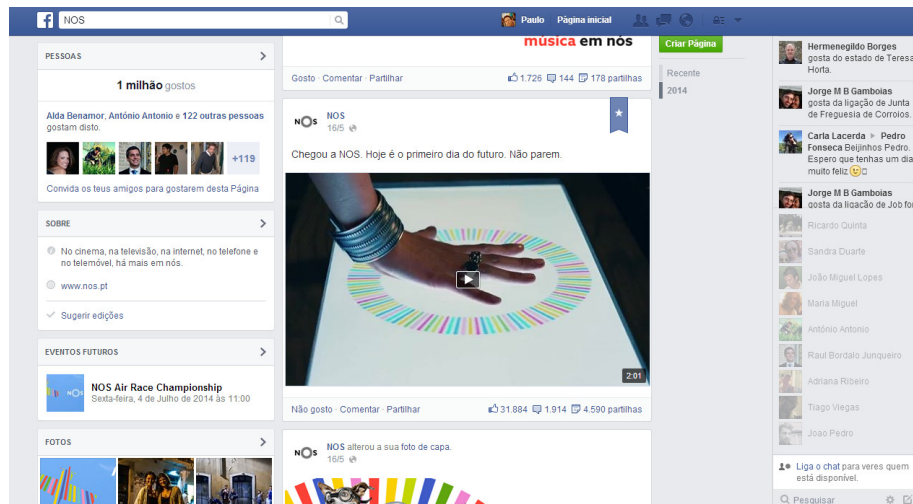 NOS
Paulo Página inicial
PESSOAS
1 milhão gostos
Alda Benamor, António Antonio e 122 outras pessoas
gostam disto.
+119
Convida os teus amigos para gostarem desta Página
SOBRE
No cinema, na televisão, na internet, no telefone e
no telemóvel, há mais em nós.
www.nos.pt
Sugerir edições
EVENTOS FUTUROS
NOS
NOS Air Race Championship
Sexta-feira, 4 de Julho de 2014 às 11:00
FOTOS
música em nós
Gosto · Comentar · Partilhar 1.726 144 178 partilhas
NOS
NOS
16/5
Chegou a NOS. Hoje é o primeiro dia do futuro. Não parem.
2:01
Não gosto · Comentar · Partilhar 31.884 1.914 4.590 partilhas
NOS
NOS alterou a sua foto de capa.
16/5
Criar Página
Recente
2014
Hermenegildo Borges
gosta do estado de Teresa
Horta.
Jorge M B Gamboias
gosta da ligação de Junta
de Freguesia de Corroios.
Carla Lacerda ▸ Pedro
Fonseca Beijinhos Pedro.
Espero que tenhas um dia
muito feliz
Jorge M B Gamboias
gosta da ligação de Job for
Ricardo Quinta
Sandra Duarte
João Miguel Lopes
Maria Miguel
António Antonio
Raul Bordalo Junqueiro
Adriana Ribeiro
Tiago Viegas
Joao Pedro
Liga o chat para veres quem
está disponível.
Pesquisar